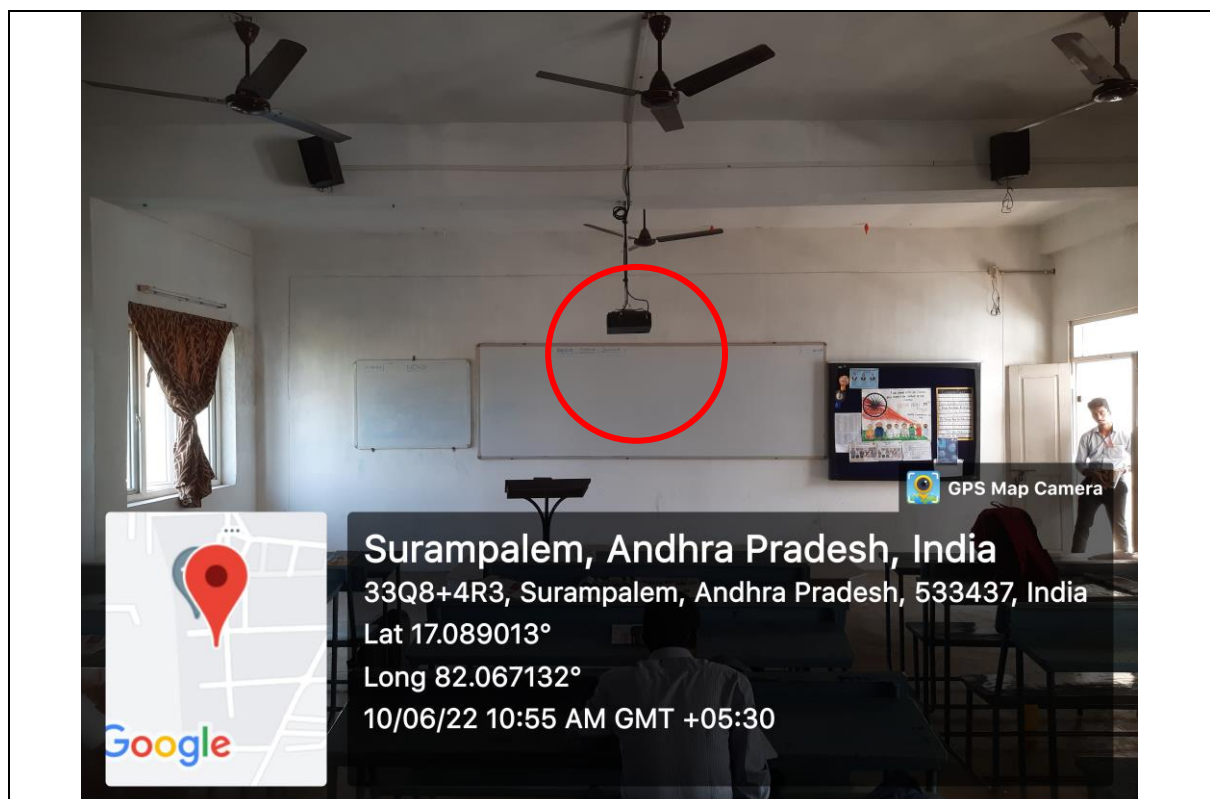 GPS Map Camera
Surampalem, Andhra Pradesh, India
33Q8+4R3, Surampalem, Andhra Pradesh, 533437, India
Lat 17.089013°
Long 82.067132°
10/06/22 10:55 AM GMT +05:30
Google